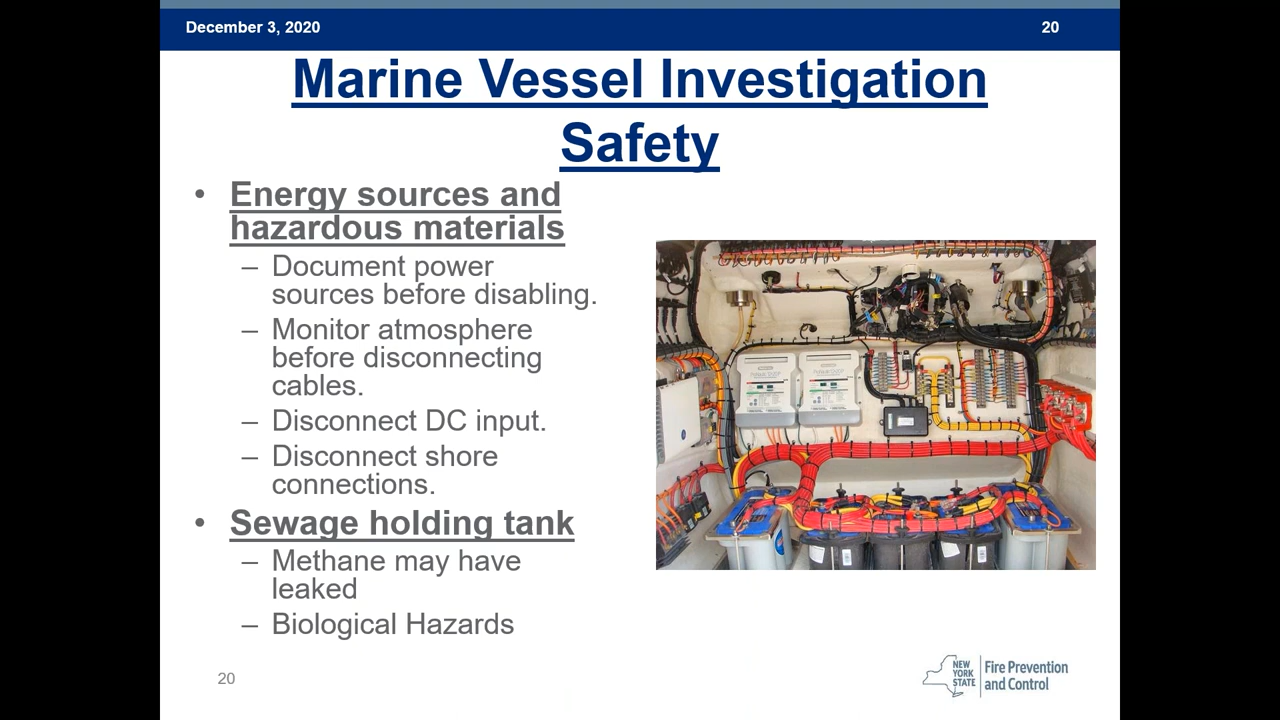 December 3, 2020
20
Marine Vessel Investigation
Safety
• Energy sources and
hazardous materials
– Document power
sources before disabling.
– Monitor atmosphere
before disconnecting
cables.
– Disconnect DC input.
– Disconnect shore
connections.
• Sewage holding tank
– Methane may have
leaked
– Biological Hazards
20
NEW
YORK
STATE
Fire Prevention
and Control